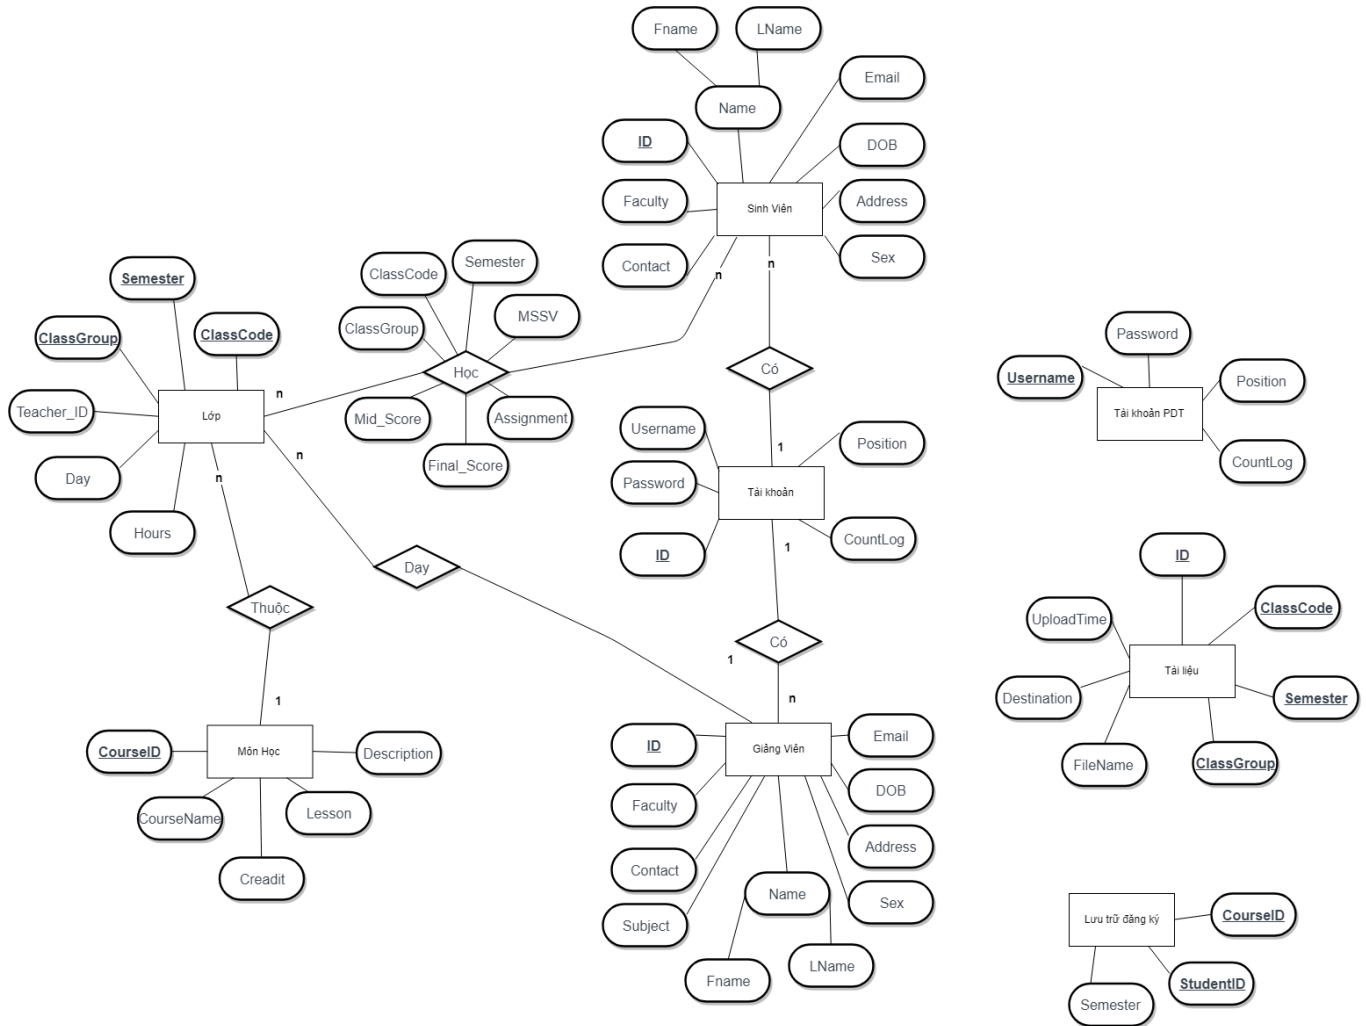 Fname
LName
Name
Email
ID
DOB
Faculty
Sinh Viên
Address
Contact
Sex
n
n
Semester
ClassCode
Semester
ClassGroup
ClassCode
ClassGroup
MSSV
Học
Có
n
Teacher_ID
Lớp
Mid_Score
Assignment
Day
n
n
Final_Score
Hours
Username
1
Position
Password
Tài khoản
ID
1
CountLog
Dạy
Thuộc
Có
1
1
n
CourseID
Môn Học
Description
CourseName
Lesson
Creadit
ID
Giảng Viên
Email
Faculty
DOB
Contact
Address
Subject
Name
Sex
Fname
LName
Password
Username
Position
Tài khoản PDT
CountLog
ID
ClassCode
UploadTime
Tài liệu
Destination
Semester
FileName
ClassGroup
Lưu trữ đăng ký
CourseID
StudentID
Semester